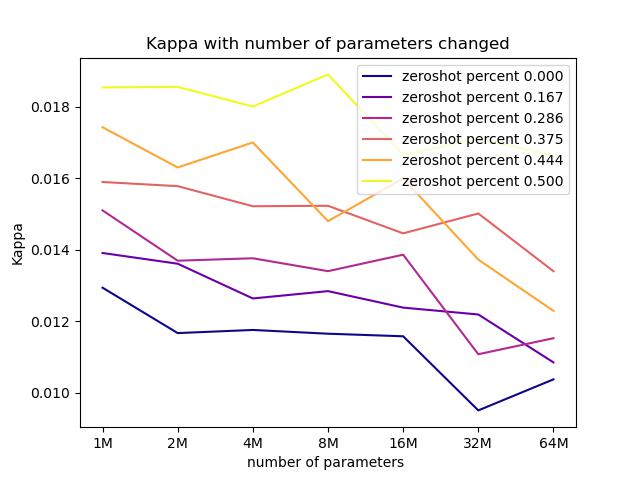 Kappa with number of parameters changed
zeroshot percent 0.000
zeroshot percent 0.167
zeroshot percent 0.286
zeroshot percent 0.375
zeroshot percent 0.444
zeroshot percent 0.500
0.018
0.016
0.014
0.012
0.010
Kappa
1M 2M 4M 8M 16M 32M 64M
number of parameters